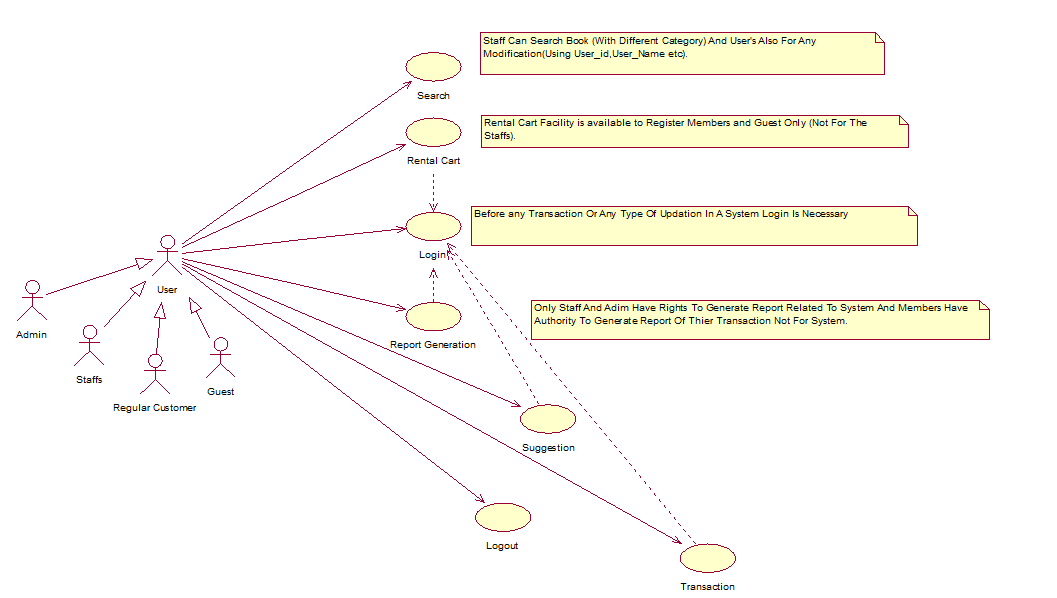 Staff Can Search Book (With Different Category) And User's Also For Any
Modification(Using User_id,User_Name etc).
Search
Rental Cart Facility is available to Register Members and Guest Only (Not For The
Staffs).
Rental Cart
Before any Transaction Or Any Type Of Updation In A System Login Is Necessary
Login
User
Only Staff And Adim Have Rights To Generate Report Related To System And Members Have
Authority To Generate Report Of Thier Transaction Not For System.
Admin
Report Generation
Staffs
Guest
Regular Customer
Suggestion
Logout
Transaction